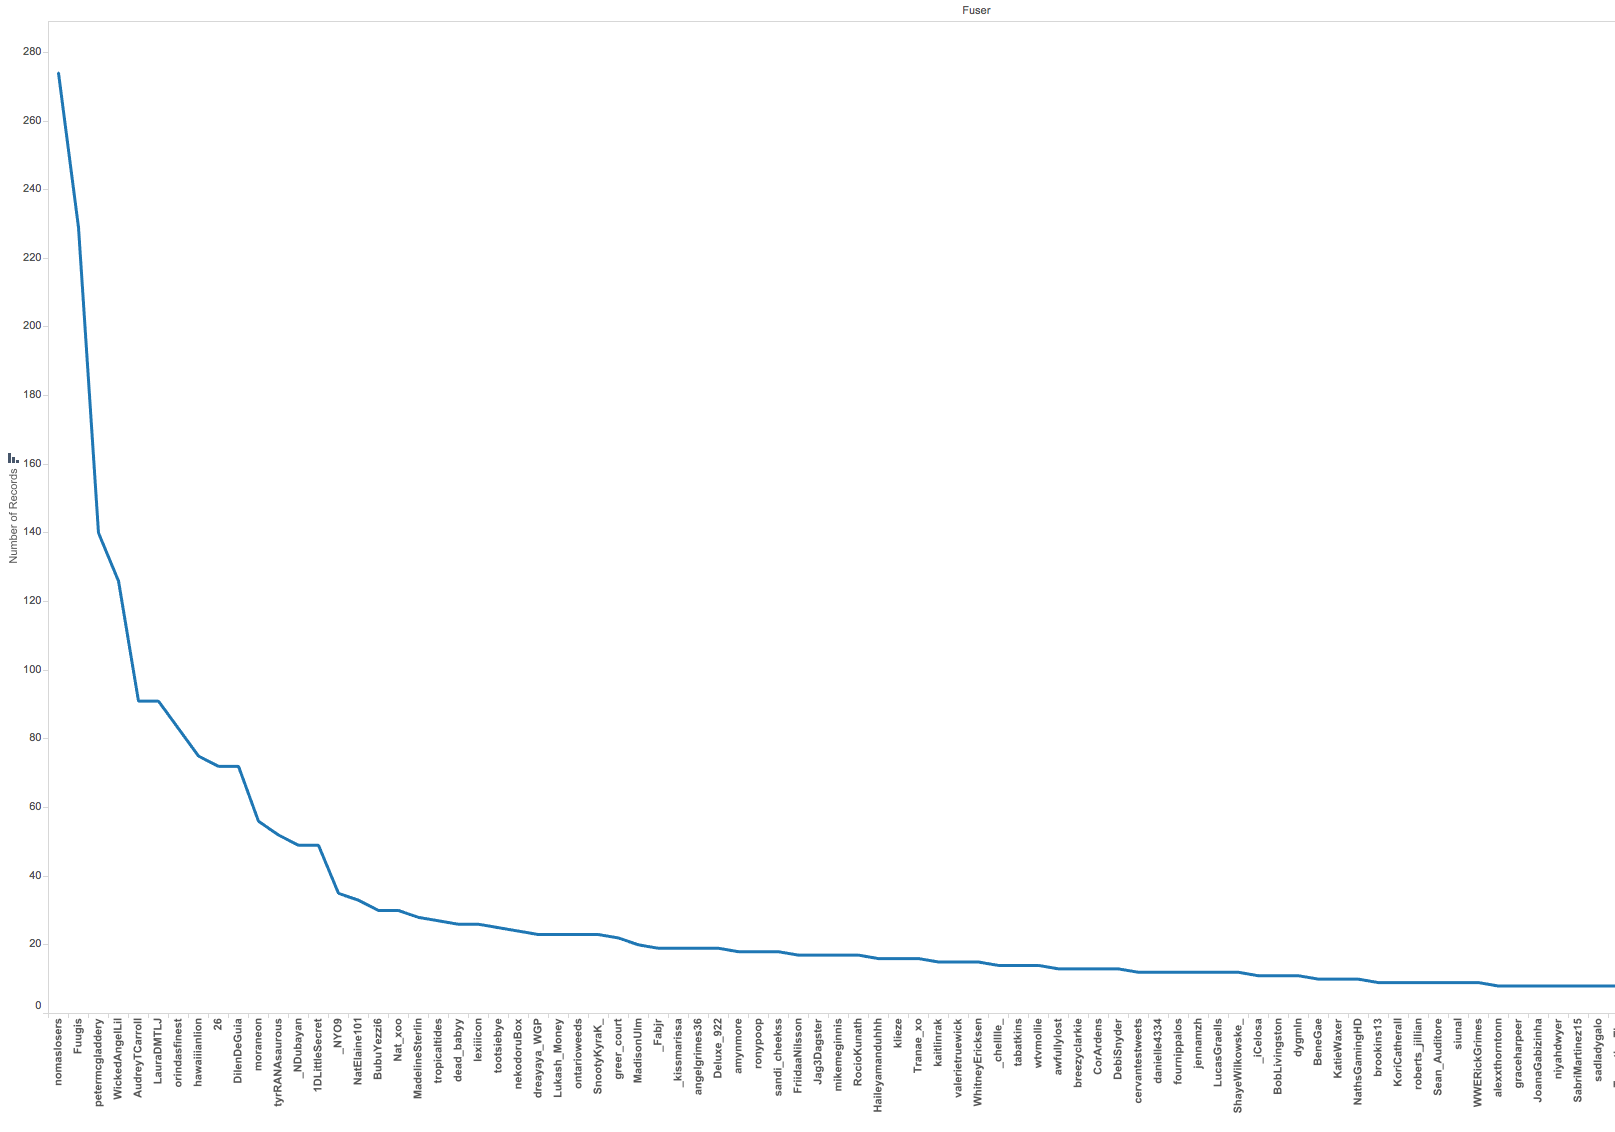 Fuser
280
260
240
220
200
180
160
140
120
100
80
60
40
20
0
Number of Records
nomaslosers
Fuugis
petermcgladdery
WickedAngelLil
AudreyTCarroll
LauraDMTLJ
orindasfinest
hawaiiianlion
26
DilenDeGuia
moraneon
tyrRANAsaurous
_NDubayan
1DLittleSecret
_NYO9
NatElaine101
BubuYezzi6
Nat_xoo
MadelineSterlin
tropicaltides
dead_babyy
lexiiicon
tootsiebye
nekodoruBox
dreayaya_WGP
Lukash_Money
ontarioweeds
SnootyKyraK_
greer_court
MadisonUlm
_Fabjr
_kissmarissa
angelgrimes36
Deluxe_922
amynmore
ronypoop
sandi_cheekss
FriidaaNilsson
Jag3Dagster
mikemeginnis
RocioKunath
Haileyamanduhhh
klieze
Tranae_xo
kaitlinrak
valerietruewick
WhitneyEricksen
tabatkins
wtvmollie
awfullylost
breezyclarkie
CorArdens
DebiSnyder
cervantestweets
danielle4334
fournippalos
jennamzh
LucasGraells
ShayeWilkowske_
_iCelosa
BobLivingston
dygmln
BeneGae
KatieWaxer
NathsGamingHD
brookins13
KoriCatherall
roberts_jillian
Sean_Auditore
siunal
WWERickGrimes
alexxthorntonn
graceharpeer
JoanaGabizinha
niyahdwyer
SabriMartinez15
sadladygalo